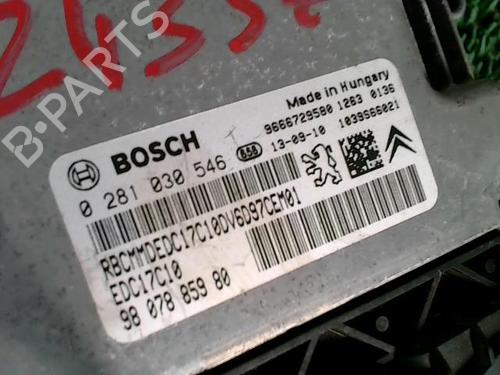 BOSCH
0 281 030 546
Made in Hungary
9666729580 1263 0136
13-09-10 1039S68021
RBCMMDEDC17C10DV6D97CEM01
EDC17C10
98 078 859 80
B-PARTS